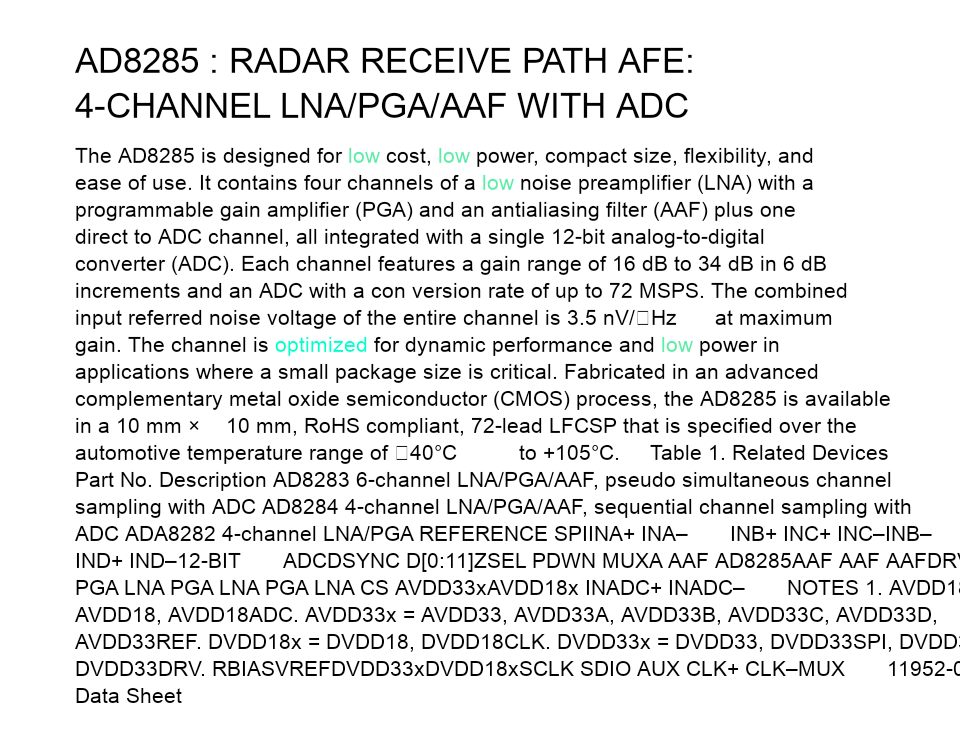 AD8285 : RADAR RECEIVE PATH AFE:
4-CHANNEL LNA/PGA/AAF WITH ADC
The AD8285 is designed for low cost, low power, compact size, flexibility, and
ease of use. It contains four channels of a low noise preamplifier (LNA) with a
programmable gain amplifier (PGA) and an antialiasing filter (AAF) plus one
direct to ADC channel, all integrated with a single 12-bit analog-to-digital
converter (ADC). Each channel features a gain range of 16 dB to 34 dB in 6 dB
increments and an ADC with a con version rate of up to 72 MSPS. The combined
input referred noise voltage of the entire channel is 3.5 nV/□Hz at maximum
gain. The channel is optimized for dynamic performance and low power in
applications where a small package size is critical. Fabricated in an advanced
complementary metal oxide semiconductor (CMOS) process, the AD8285 is available
in a 10 mm × 10 mm, RoHS compliant, 72-lead LFCSP that is specified over the
automotive temperature range of □40°C to +105°C. Table 1. Related Devices
Part No. Description AD8283 6-channel LNA/PGA/AAF, pseudo simultaneous channel
sampling with ADC AD8284 4-channel LNA/PGA/AAF, sequential channel sampling with
ADC ADA8282 4-channel LNA/PGA REFERENCE SPIINA+ INA– INB+ INC+ INC–INB–
IND+ IND–12-BIT ADCDSYNC D[0:11]ZSEL PDWN MUXA AAF AD8285AAF AAF AAFDRV
PGA LNA PGA LNA PGA LNA CS AVDD33xAVDD18x INADC+ INADC– NOTES 1. AVDD18
AVDD18, AVDD18ADC. AVDD33x = AVDD33, AVDD33A, AVDD33B, AVDD33C, AVDD33D,
AVDD33REF. DVDD18x = DVDD18, DVDD18CLK. DVDD33x = DVDD33, DVDD33SPI, DVDD3
DVDD33DRV. RBIASVREFDVDD33xDVDD18xSCLK SDIO AUX CLK+ CLK–MUX 11952-0
Data Sheet